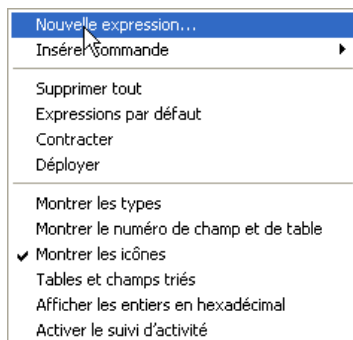 Nouvelle expression...
Insérer commande
Supprimer tout
Expressions par défaut
Contracter
Déployer
Montrer les types
Montrer le numéro de champ et de table
Montrer les icônes
Tables et champs triés
Afficher les entiers en hexadécimal
Activer le suivi d'activité